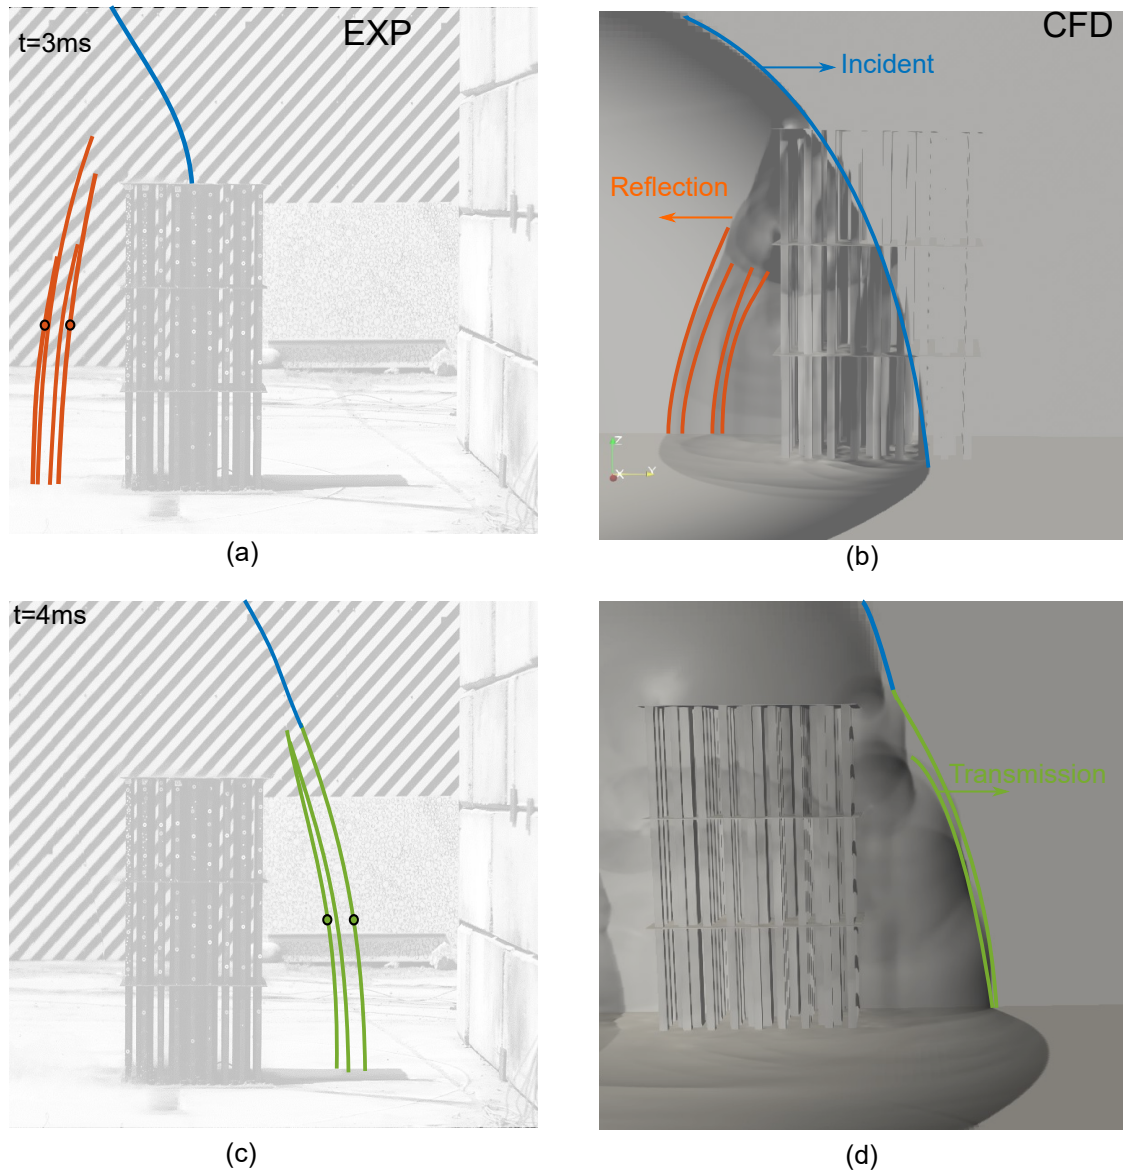 t=3ms
EXP
CFD
Incident
Reflection
Z
X
Y
(a)
(b)
t=4ms
Transmission
(c)
(d)